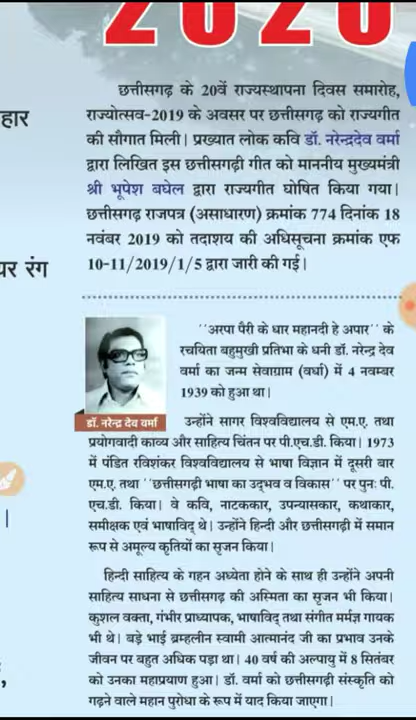 2020
छत्तीसगढ़ के 20वें राज्यस्थापना दिवस समारोह,
राज्योत्सव-2019 के अवसर पर छत्तीसगढ़ को राज्यगीत
की सौगात मिली। प्रख्यात लोक कवि डॉ. नरेन्द्रदेव वर्मा
द्वारा लिखित इस छत्तीसगढ़ी गीत को माननीय मुख्यमंत्री
श्री भूपेश बघेल द्वारा राज्यगीत घोषित किया गया।
छत्तीसगढ़ राजपत्र (असाधारण) क्रमांक 774 दिनांक 18
नवंबर 2019 को तदाशय की अधिसूचना क्रमांक एफ
10-11/2019/1/5 द्वारा जारी की गई।
हार
पर रंग
''अरपा पैरी के धार महानदी हे अपार'' के
रचयिता बहुमुखी प्रतिभा के धनी डॉ. नरेन्द्र देव
वर्मा का जन्म सेवाग्राम (वर्धा) में 4 नवम्बर
1939 को हुआ था।
डॉ. नरेन्द्र देव वर्मा
उन्होंने सागर विश्वविद्यालय से एम.ए. तथा
प्रयोगवादी काव्य और साहित्य चिंतन पर पी.एच.डी. किया। 1973
में पंडित रविशंकर विश्वविद्यालय से भाषा विज्ञान में दूसरी बार
एम.ए. तथा ''छत्तीसगढ़ी भाषा का उद्भव व विकास'' पर पुनः पी.
एच.डी. किया। वे कवि, नाटककार, उपन्यासकार, कथाकार,
समीक्षक एवं भाषाविद् थे। उन्होंने हिन्दी और छत्तीसगढ़ी में समान
रूप से अमूल्य कृतियों का सृजन किया।
हिन्दी साहित्य के गहन अध्येता होने के साथ ही उन्होंने अपनी
साहित्य साधना से छत्तीसगढ़ की अस्मिता का सृजन भी किया।
कुशल वक्ता, गंभीर प्राध्यापक, भाषाविद् तथा संगीत मर्मज्ञ गायक
भी थे। बड़े भाई ब्रम्हलीन स्वामी आत्मानंद जी का प्रभाव उनके
जीवन पर बहुत अधिक पड़ा था। 40 वर्ष की अल्पायु में 8 सितंबर
को उनका महाप्रयाण हुआ। डॉ. वर्मा को छत्तीसगढ़ी संस्कृति को
गढ़ने वाले महान पुरोधा के रूप में याद किया जाएगा।